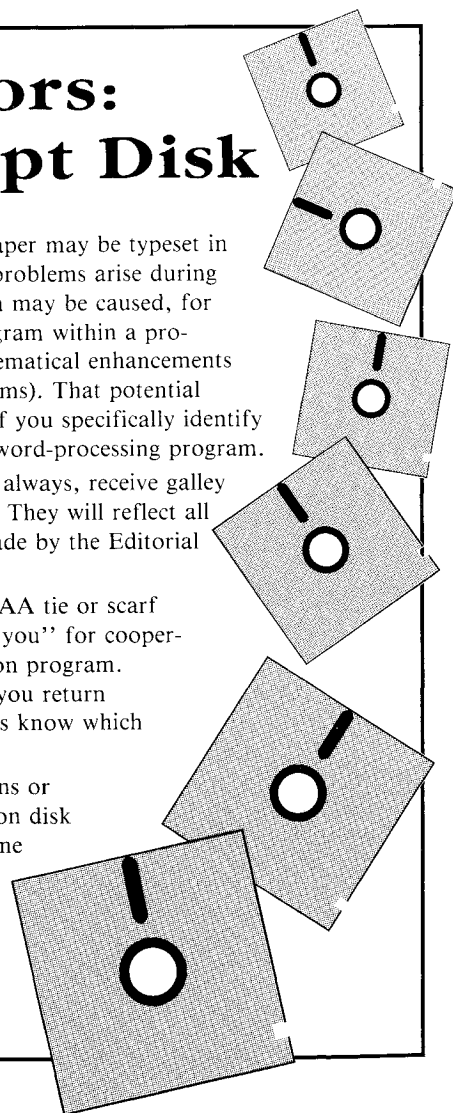 ors:
pt Disk
aper may be typeset in
problems arise during
may be caused, for
gram within a pro-
ematical enhancements
ms). That potential
f you specifically identify
word-processing program.
always, receive galley
They will reflect all
ade by the Editorial
AA tie or scarf
you” for cooper-
on program.
you return
s know which
ns or
on disk
ne